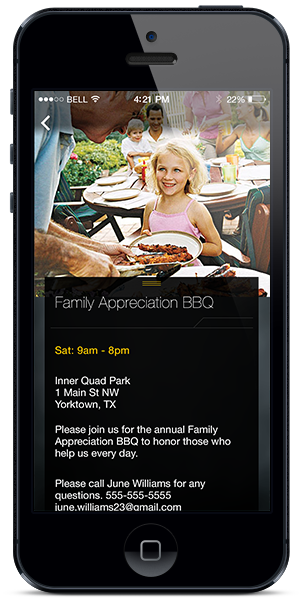 BELL 4:21 PM 22%
Family Appreciation BBQ
Sat: 9am - 8pm
Inner Quad Park
1 Main St NW
Yorktown, TX
Please join us for the annual Family
Appreciation BBQ to honor those who
help us every day.
Please call June Williams for any
questions. 555-555-5555
june.williams23@gmail.com